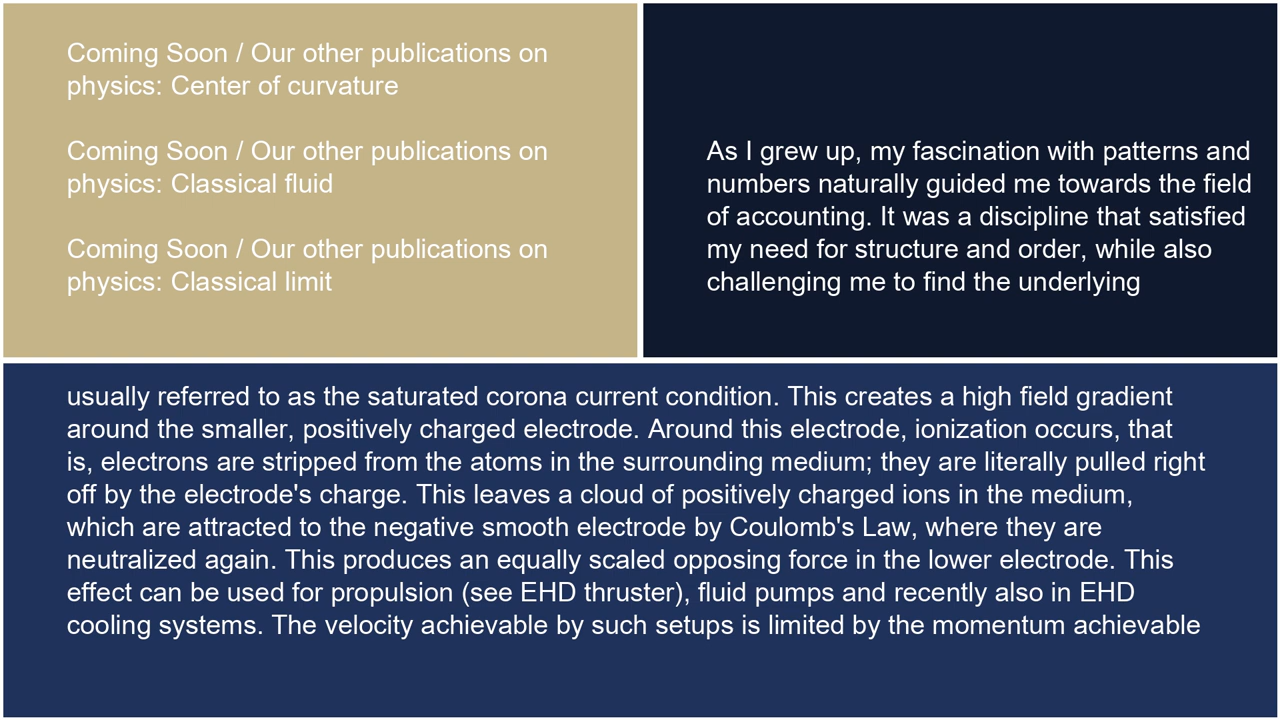 Coming Soon / Our other publications on
physics: Center of curvature
Coming Soon / Our other publications on
physics: Classical fluid
Coming Soon / Our other publications on
physics: Classical limit
As I grew up, my fascination with patterns and
numbers naturally guided me towards the field
of accounting. It was a discipline that satisfied
my need for structure and order, while also
challenging me to find the underlying
usually referred to as the saturated corona current condition. This creates a high field gradient
around the smaller, positively charged electrode. Around this electrode, ionization occurs, that
is, electrons are stripped from the atoms in the surrounding medium; they are literally pulled right
off by the electrode's charge. This leaves a cloud of positively charged ions in the medium,
which are attracted to the negative smooth electrode by Coulomb's Law, where they are
neutralized again. This produces an equally scaled opposing force in the lower electrode. This
effect can be used for propulsion (see EHD thruster), fluid pumps and recently also in EHD
cooling systems. The velocity achievable by such setups is limited by the momentum achievable